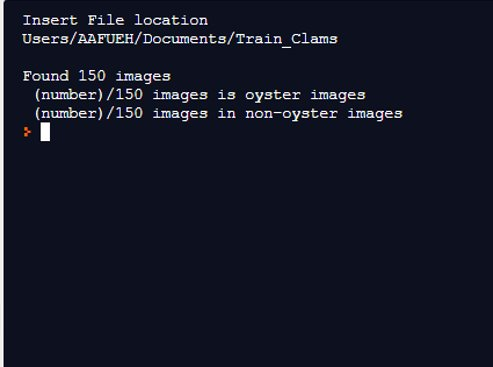 Insert File location
Users/AAFUEH/Documents/Train_Clams
Found 150 images
(number)/150 images is oyster images
(number)/150 images in non-oyster images